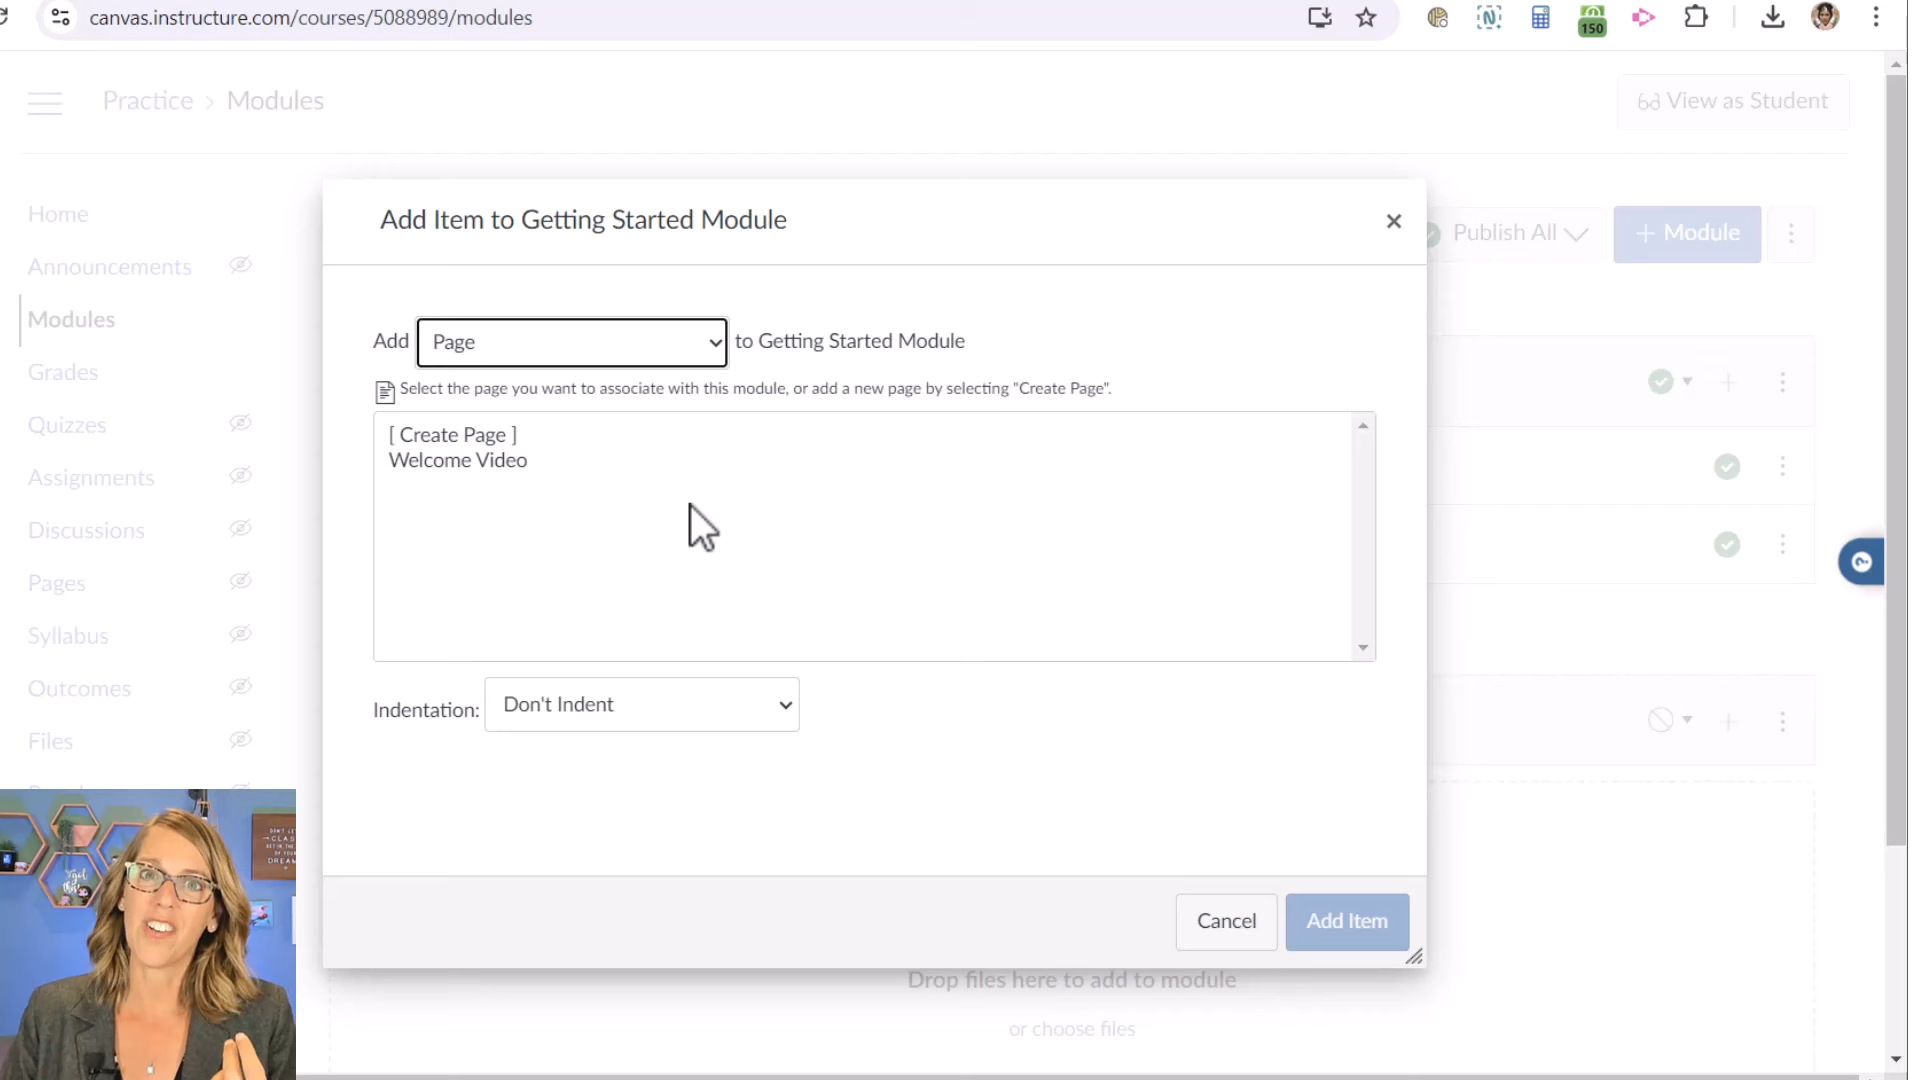 canvas.instructure.com/courses/5088989/modules
150
Practice > Modules
View as Student
Home
Announcements
Modules
Grades
Quizzes
Assignments
Discussions
Pages
Syllabus
Outcomes
Files
Publish All
+ Module
Add Item to Getting Started Module
Add Page to Getting Started Module
Select the page you want to associate with this module, or add a new page by selecting "Create Page".
[ Create Page ]
Welcome Video
Indentation: Don't Indent
Cancel
Add Item
Drop files here to add to module
or choose files